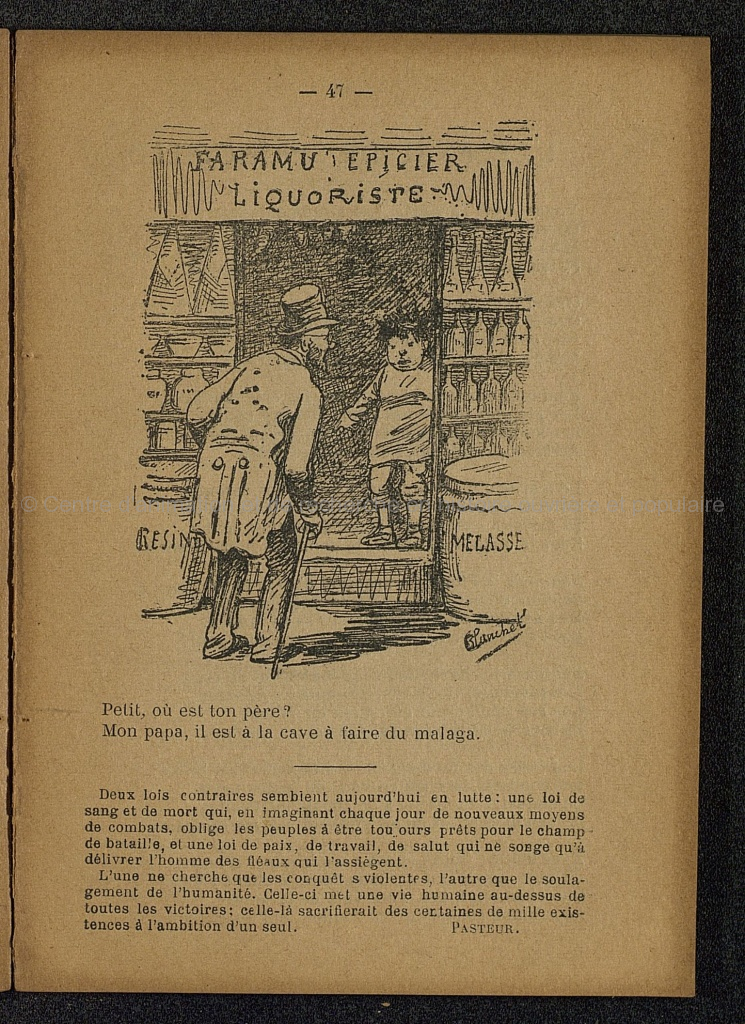 — 47 —
FARAMU' EPICIER
LIQUORISTE
MELASSE
Blanchet
Petit, où est ton père ?
Mon papa, il est à la cave à faire du malaga.
Deux lois contraires semblent aujourd'hui en lutte : une loi de
sang et de mort qui, en imaginant chaque jour de nouveaux moyens
de combats, oblige les peuples à être toujours prêts pour le champ
de bataille, et une loi de paix, de travail, de salut qui ne songe qu'à
délivrer l'homme des fléaux qui l'assiègent.
L'une ne cherche que les conquêt s violentes, l'autre que le soula-
gement de l'humanité. Celle-ci met une vie humaine au-dessus de
toutes les victoires ; celle-là sacrifierait des centaines de mille exis-
tences à l'ambition d'un seul. PASTEUR.